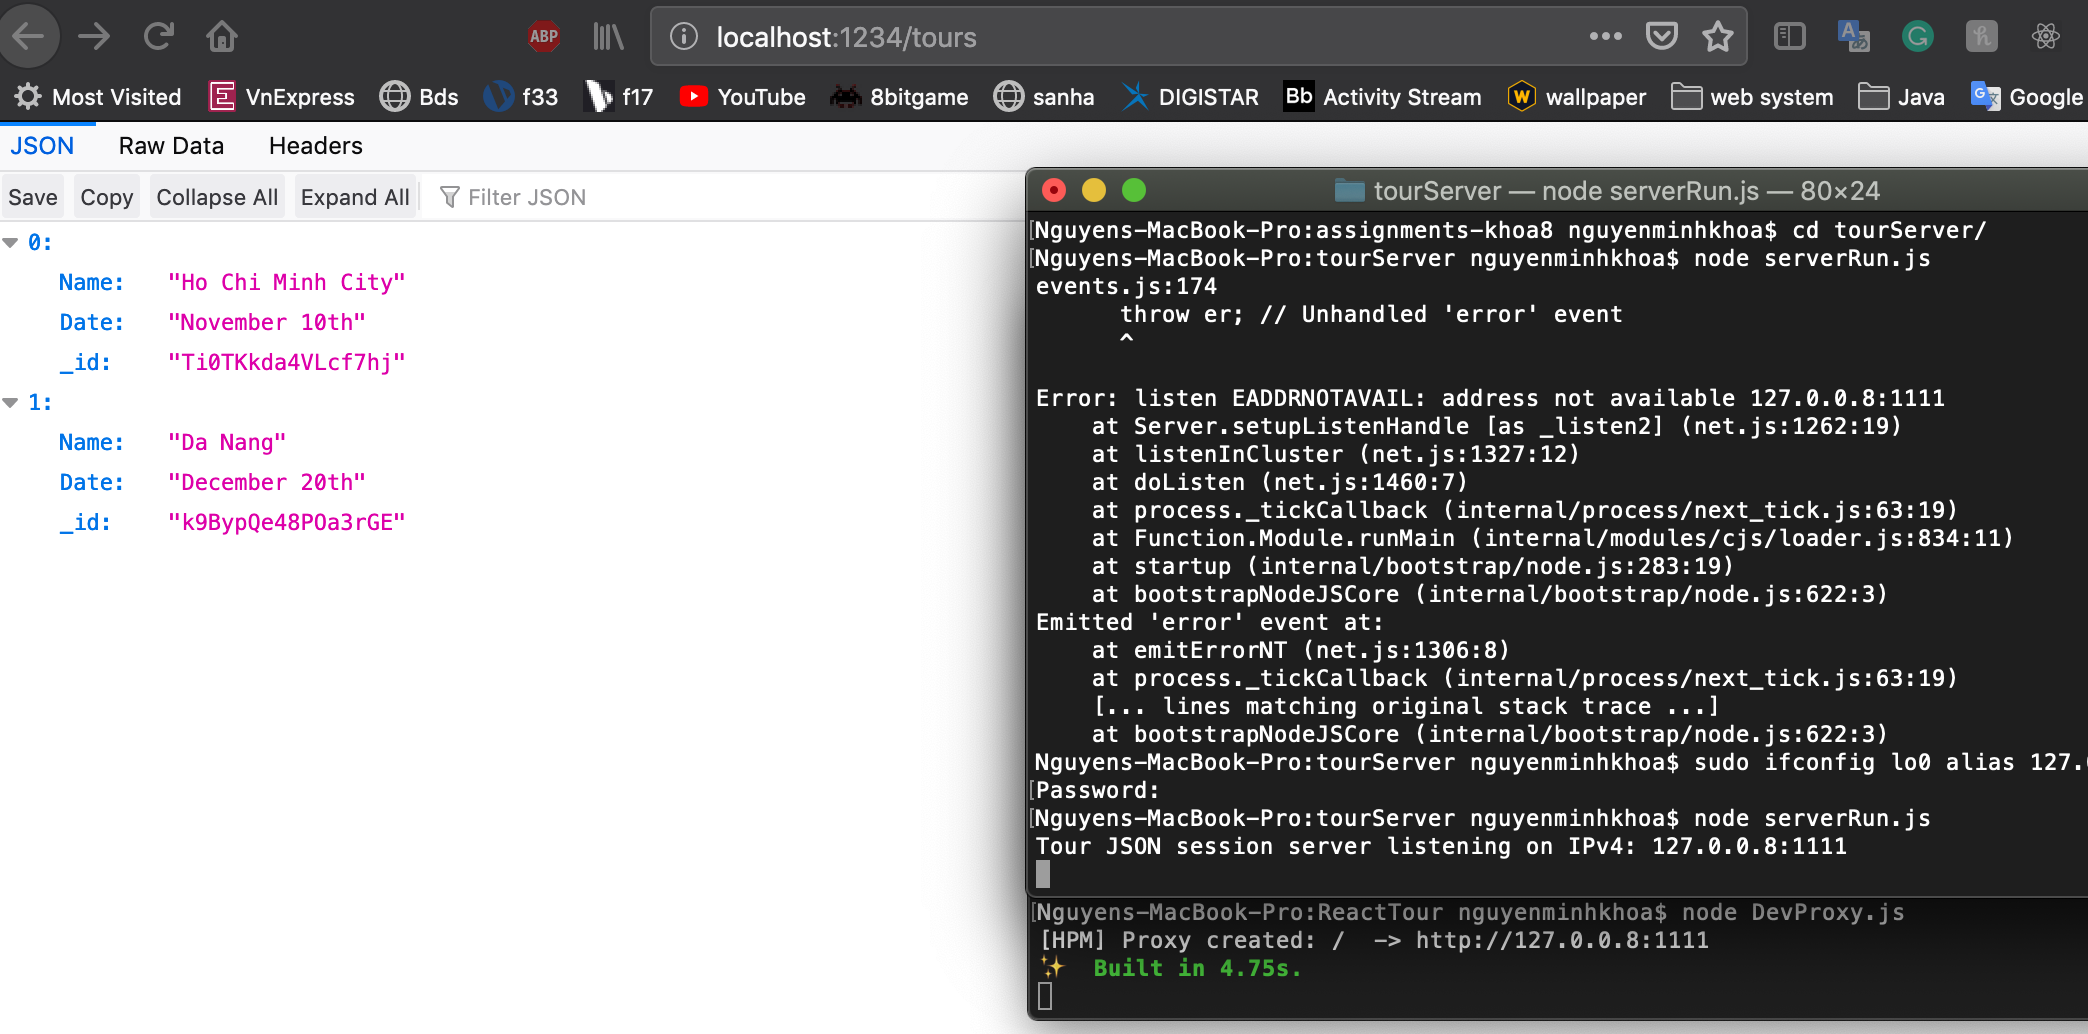 ABP
localhost:1234/tours
Most Visited VnExpress Bds f33 f17 YouTube 8bitgame sanha DIGISTAR Bb Activity Stream wallpaper web system Java Google
JSON Raw Data Headers
Save Copy Collapse All Expand All Filter JSON
0:
Name: "Ho Chi Minh City"
Date: "November 10th"
_id: "Ti0TKkda4VLcf7hj"
1:
Name: "Da Nang"
Date: "December 20th"
_id: "k9BypQe48POa3rGE"
tourServer — node serverRun.js — 80×24
[Nguyens-MacBook-Pro:assignments-khoa8 nguyenminhkhoa$ cd tourServer/
[Nguyens-MacBook-Pro:tourServer nguyenminhkhoa$ node serverRun.js
events.js:174
throw er; // Unhandled 'error' event
^
Error: listen EADDRNOTAVAIL: address not available 127.0.0.8:1111
at Server.setupListenHandle [as _listen2] (net.js:1262:19)
at listenInCluster (net.js:1327:12)
at doListen (net.js:1460:7)
at process._tickCallback (internal/process/next_tick.js:63:19)
at Function.Module.runMain (internal/modules/cjs/loader.js:834:11)
at startup (internal/bootstrap/node.js:283:19)
at bootstrapNodeJSCore (internal/bootstrap/node.js:622:3)
Emitted 'error' event at:
at emitErrorNT (net.js:1306:8)
at process._tickCallback (internal/process/next_tick.js:63:19)
[... lines matching original stack trace ...]
at bootstrapNodeJSCore (internal/bootstrap/node.js:622:3)
Nguyens-MacBook-Pro:tourServer nguyenminhkhoa$ sudo ifconfig lo0 alias 127.
[Password:
[Nguyens-MacBook-Pro:tourServer nguyenminhkhoa$ node serverRun.js
Tour JSON session server listening on IPv4: 127.0.0.8:1111
[Nguyens-MacBook-Pro:ReactTour nguyenminhkhoa$ node DevProxy.js
[HPM] Proxy created: / -> http://127.0.0.8:1111
✨ Built in 4.75s.